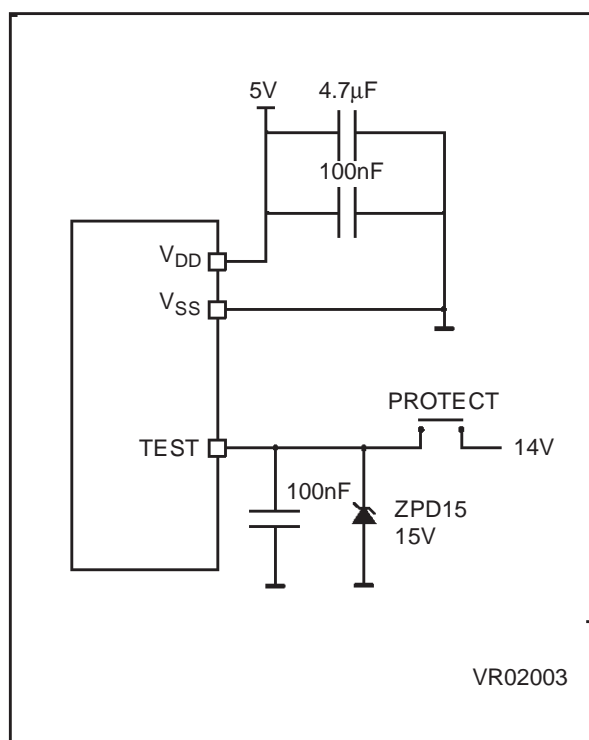 5V
4.7μF
100nF
VDD
VSS
PROTECT
TEST
14V
100nF
ZPD15
15V
VR02003